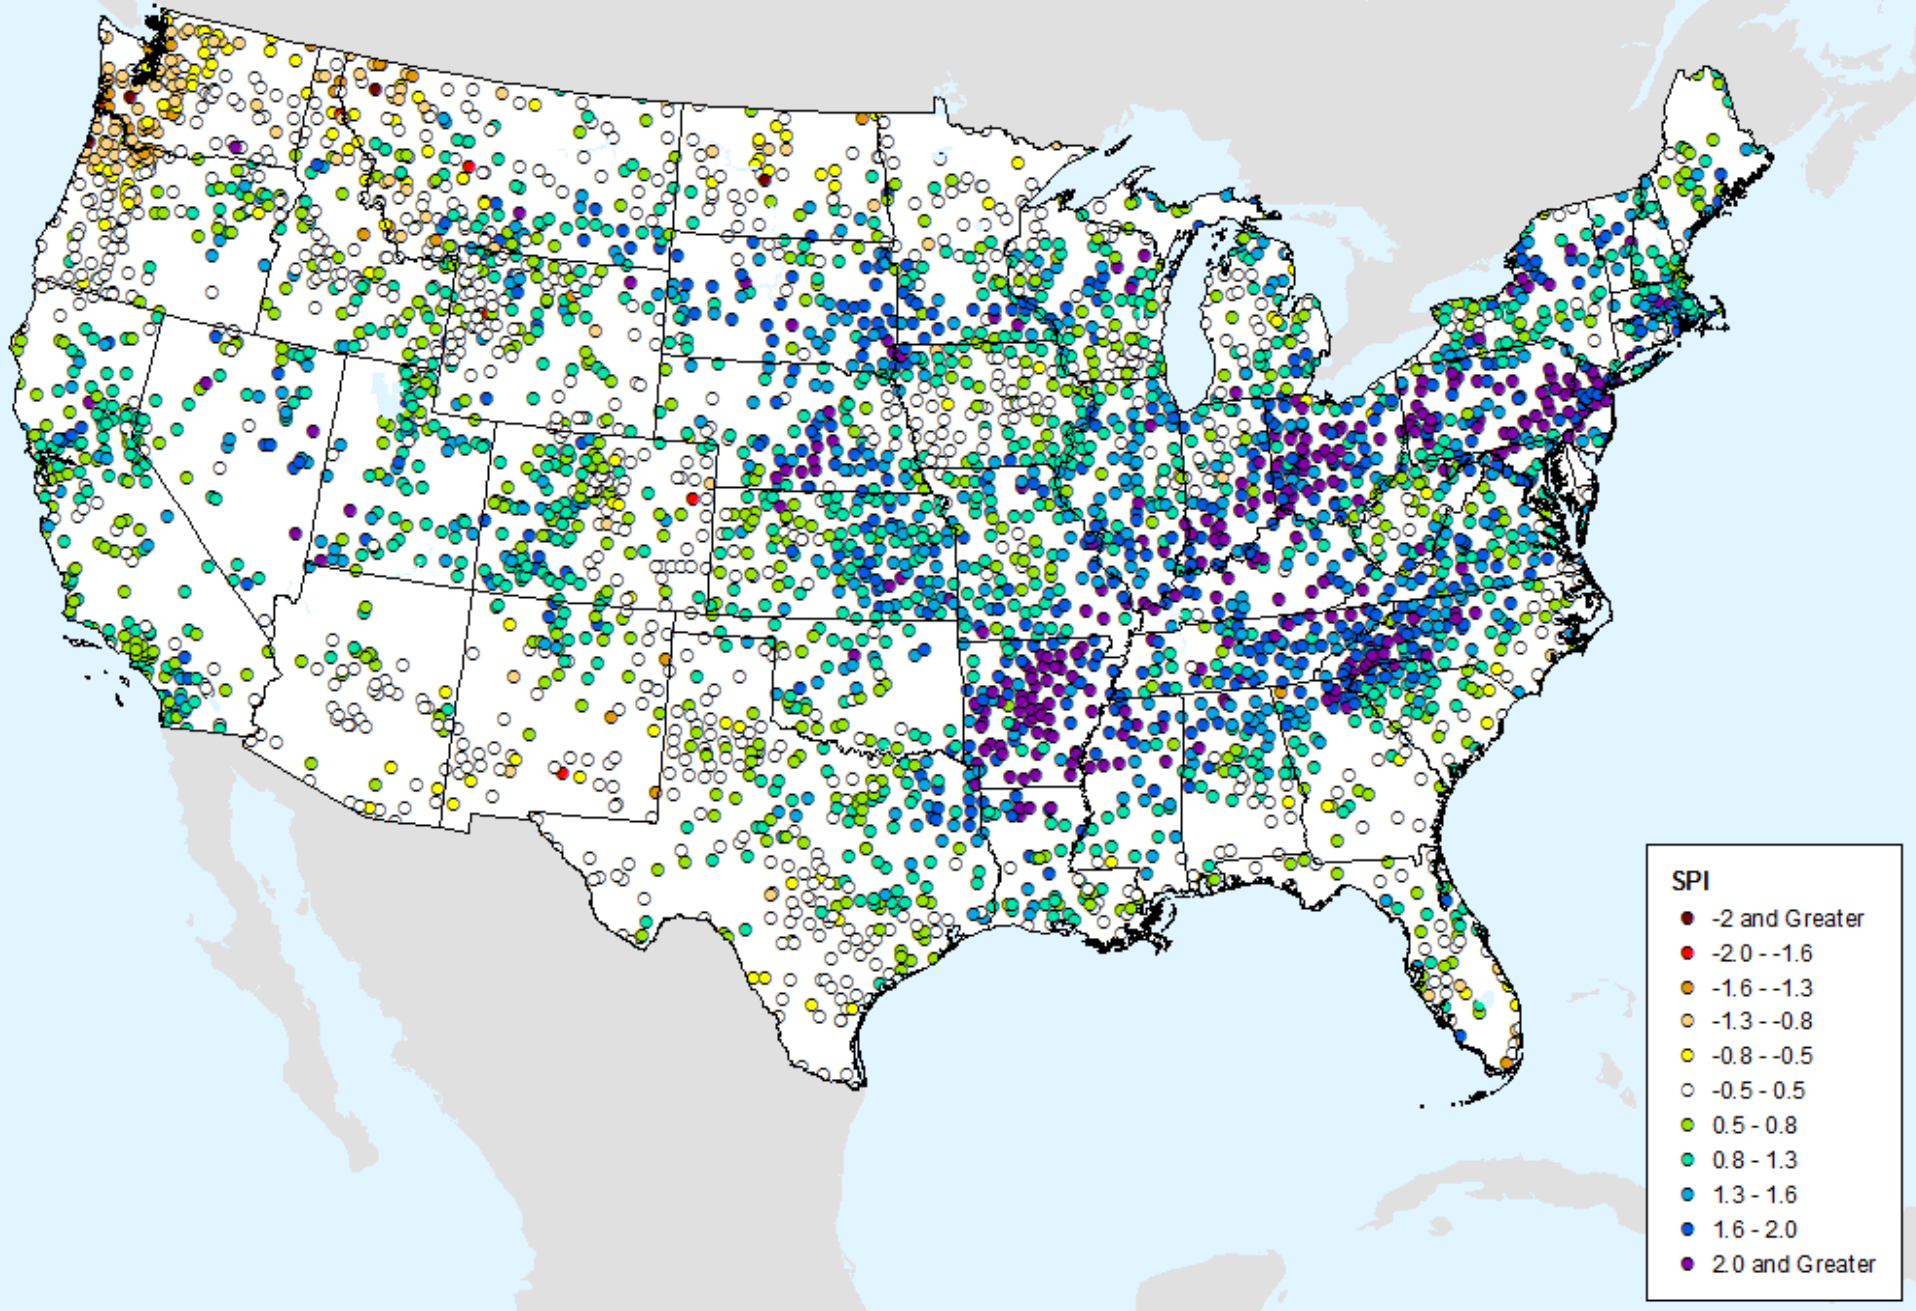 SPI
-2 and Greater
-2.0 - -1.6
-1.6 - -1.3
-1.3 - -0.8
-0.8 - -0.5
-0.5 - 0.5
0.5 - 0.8
0.8 - 1.3
1.3 - 1.6
1.6 - 2.0
2.0 and Greater